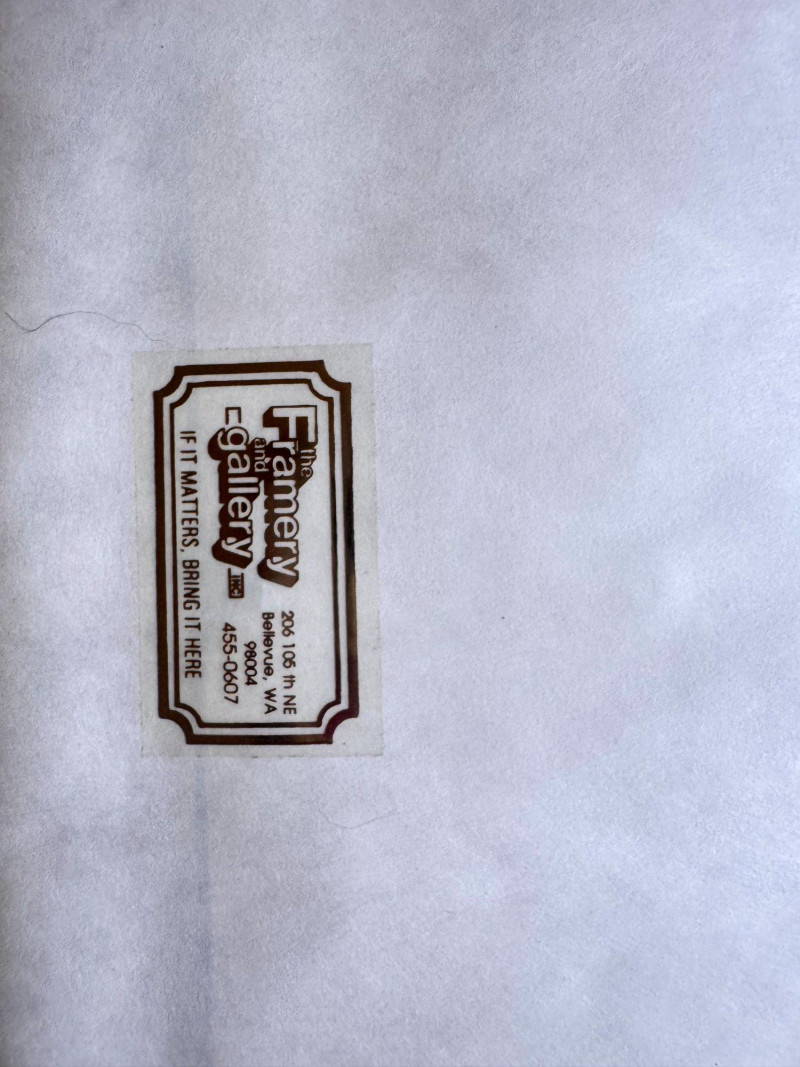 the
Framery
and
gallery INC
206 105 th NE
Bellevue, WA
98004
455-0607
IF IT MATTERS, BRING IT HERE